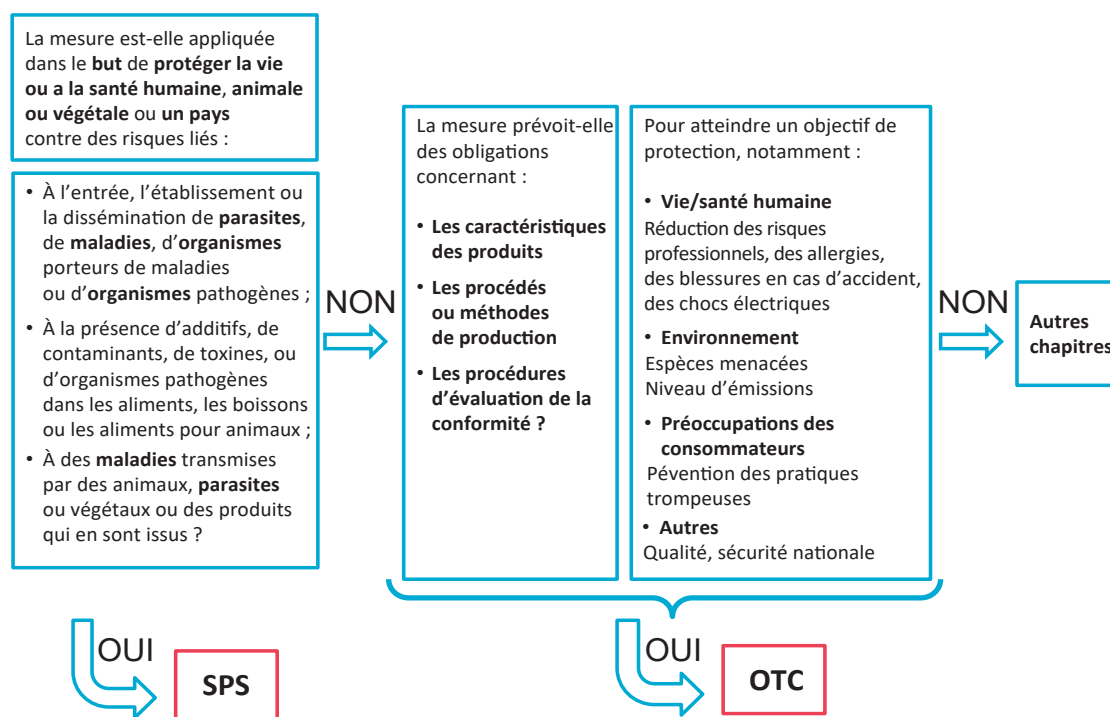 La mesure est-elle appliquée
dans le but de protéger la vie
ou a la santé humaine, animale
ou végétale ou un pays
contre des risques liés :
• À l’entrée, l’établissement ou
la dissémination de parasites,
de maladies, d’organismes
porteurs de maladies
ou d’organismes pathogènes ;
• À la présence d’additifs, de
contaminants, de toxines, ou
d’organismes pathogènes
dans les aliments, les boissons
ou les aliments pour animaux ;
• À des maladies transmises
par des animaux, parasites
ou végétaux ou des produits
qui en sont issus ?
NON
La mesure prévoit-elle
des obligations
concernant :
• Les caractéristiques
des produits
• Les procédés
ou méthodes
de production
• Les procédures
d’évaluation de la
conformité ?
Pour atteindre un objectif de
protection, notamment :
• Vie/santé humaine
Réduction des risques
professionnels, des allergies,
des blessures en cas d’accident,
des chocs électriques
• Environnement
Espèces menacées
Niveau d’émissions
• Préoccupations des
consommateurs
Pévention des pratiques
trompeuses
• Autres
Qualité, sécurité nationale
NON
Autres
chapitres
OUI
SPS
OUI
OTC